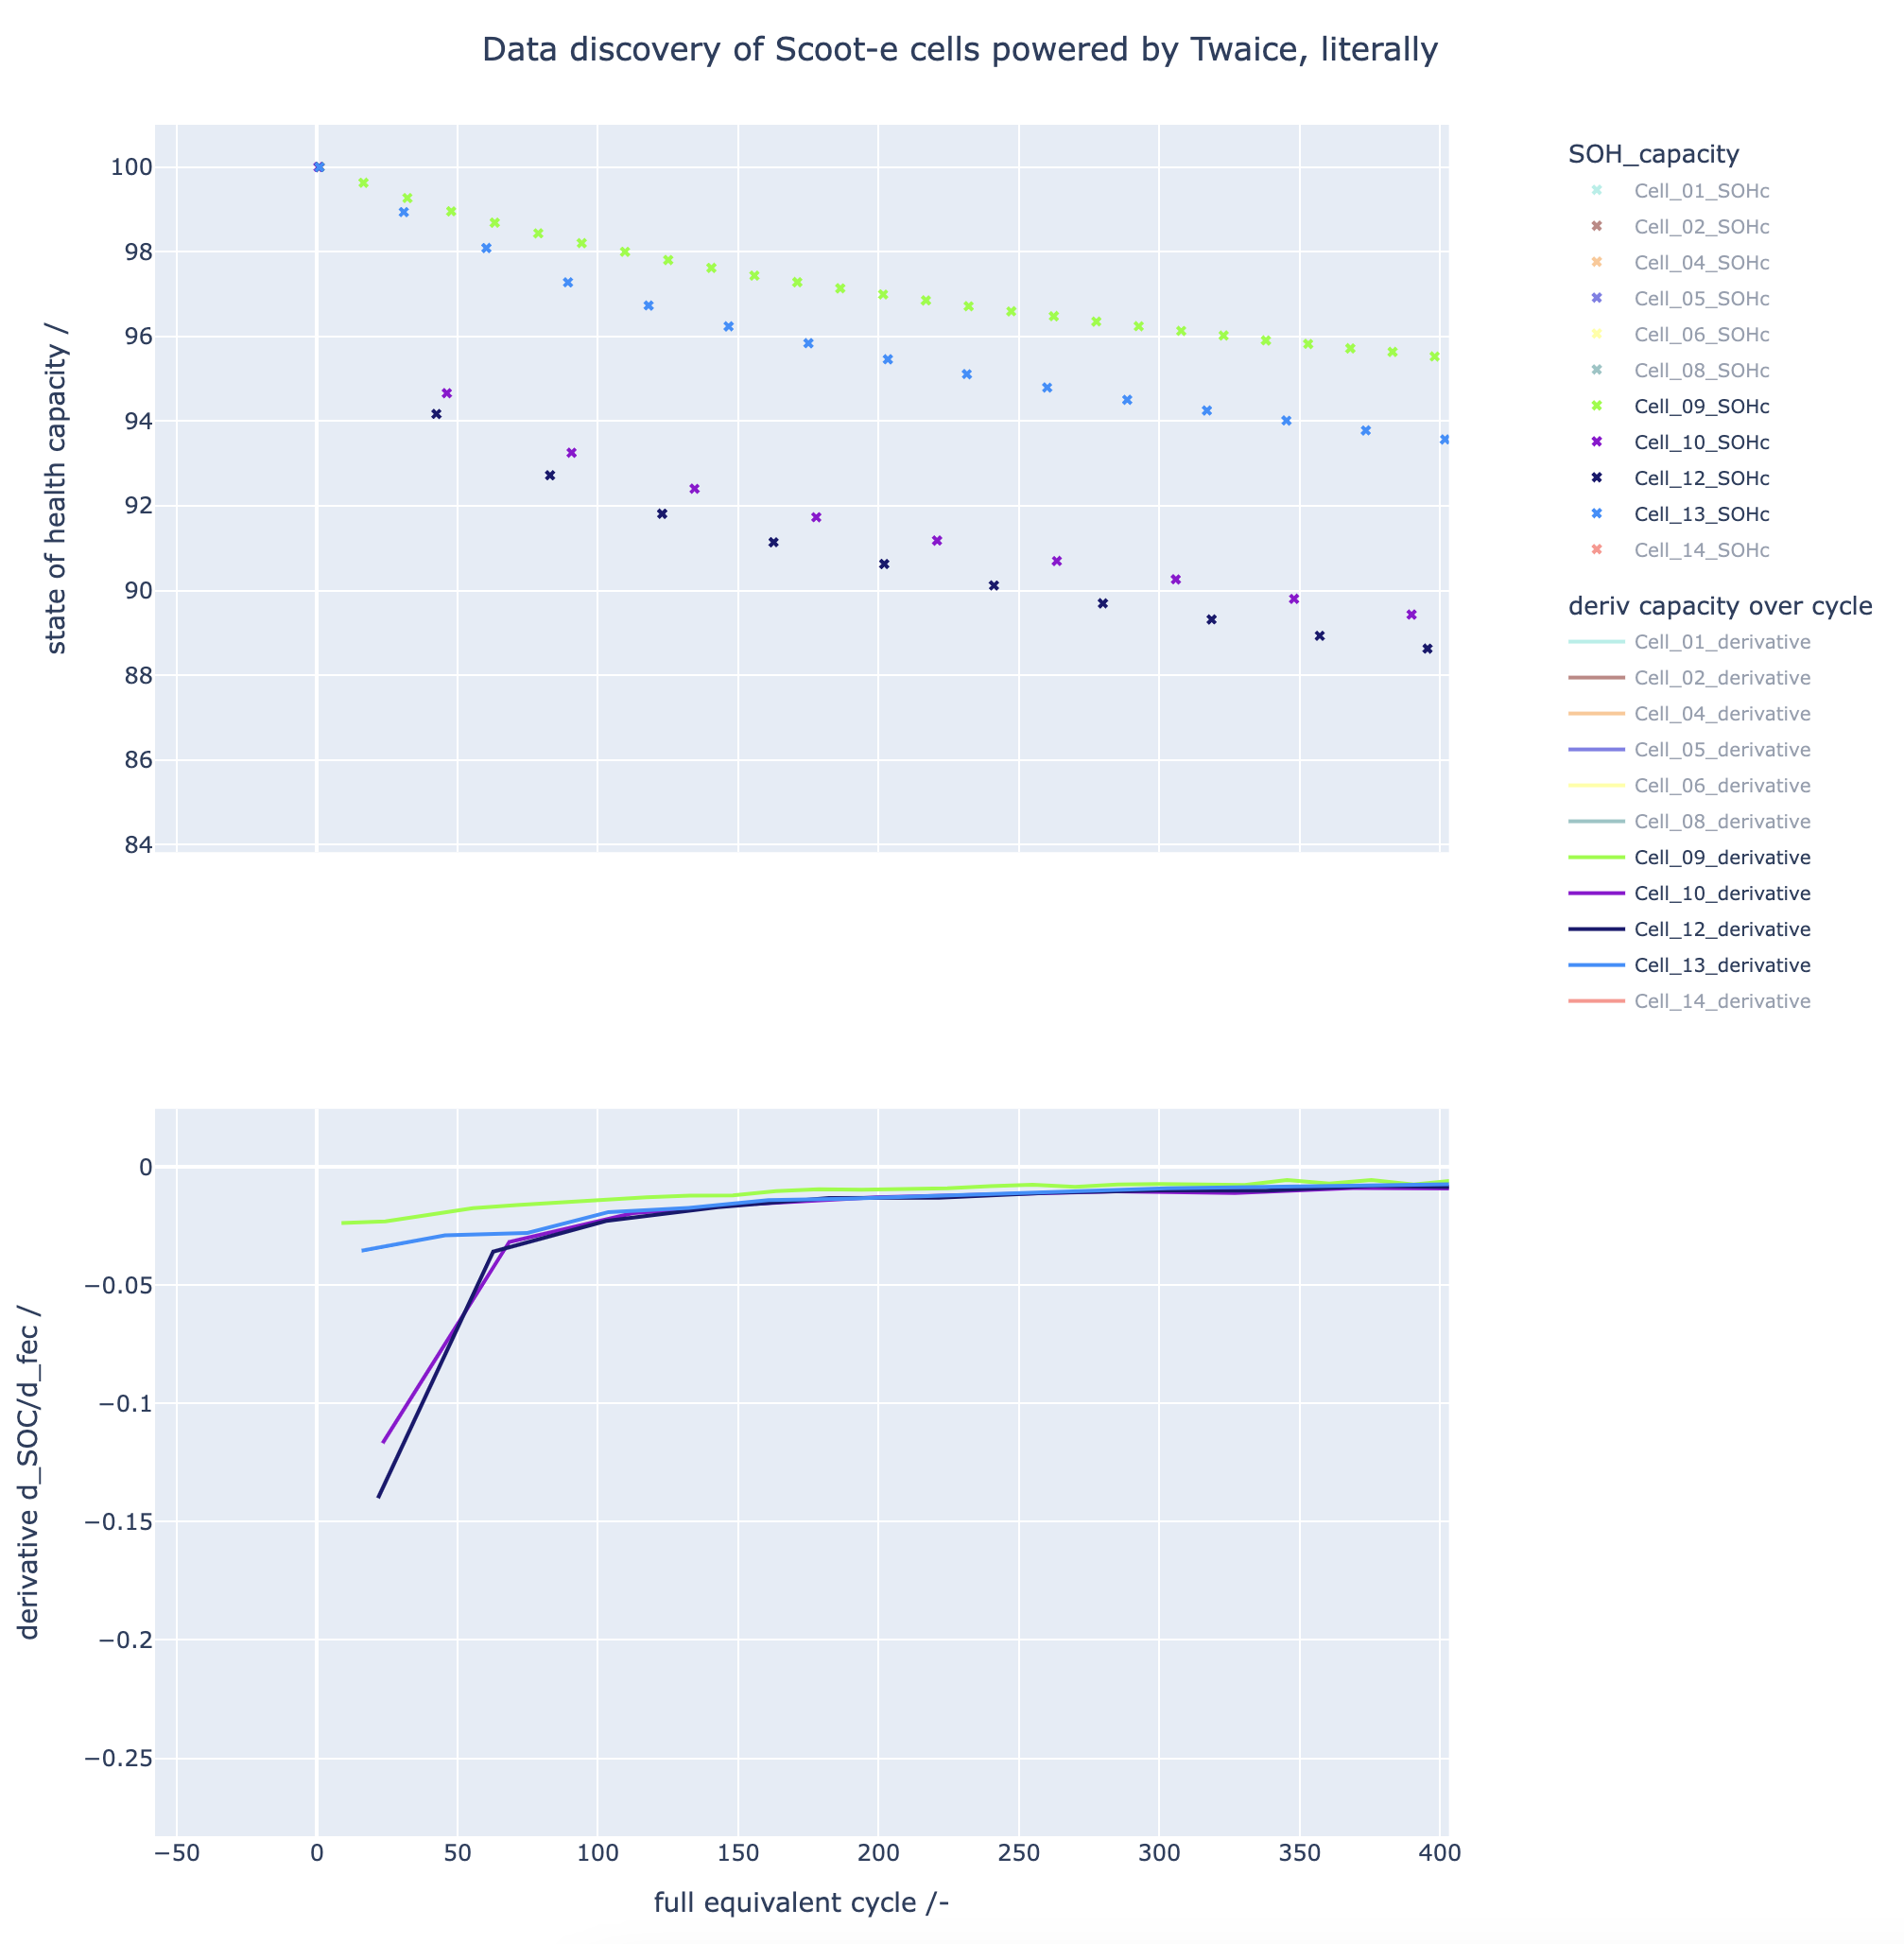 Data discovery of Scoot-e cells powered by Twaice, literally
state of health capacity /
100
98
96
94
92
90
88
86
84
SOH_capacity
Cell_01_SOHc
Cell_02_SOHc
Cell_04_SOHc
Cell_05_SOHc
Cell_06_SOHc
Cell_08_SOHc
Cell_09_SOHc
Cell_10_SOHc
Cell_12_SOHc
Cell_13_SOHc
Cell_14_SOHc
deriv capacity over cycle
Cell_01_derivative
Cell_02_derivative
Cell_04_derivative
Cell_05_derivative
Cell_06_derivative
Cell_08_derivative
Cell_09_derivative
Cell_10_derivative
Cell_12_derivative
Cell_13_derivative
Cell_14_derivative
derivative d_SOC/d_fec /
0
−0.05
−0.1
−0.15
−0.2
−0.25
−50 0 50 100 150 200 250 300 350 400
full equivalent cycle /-